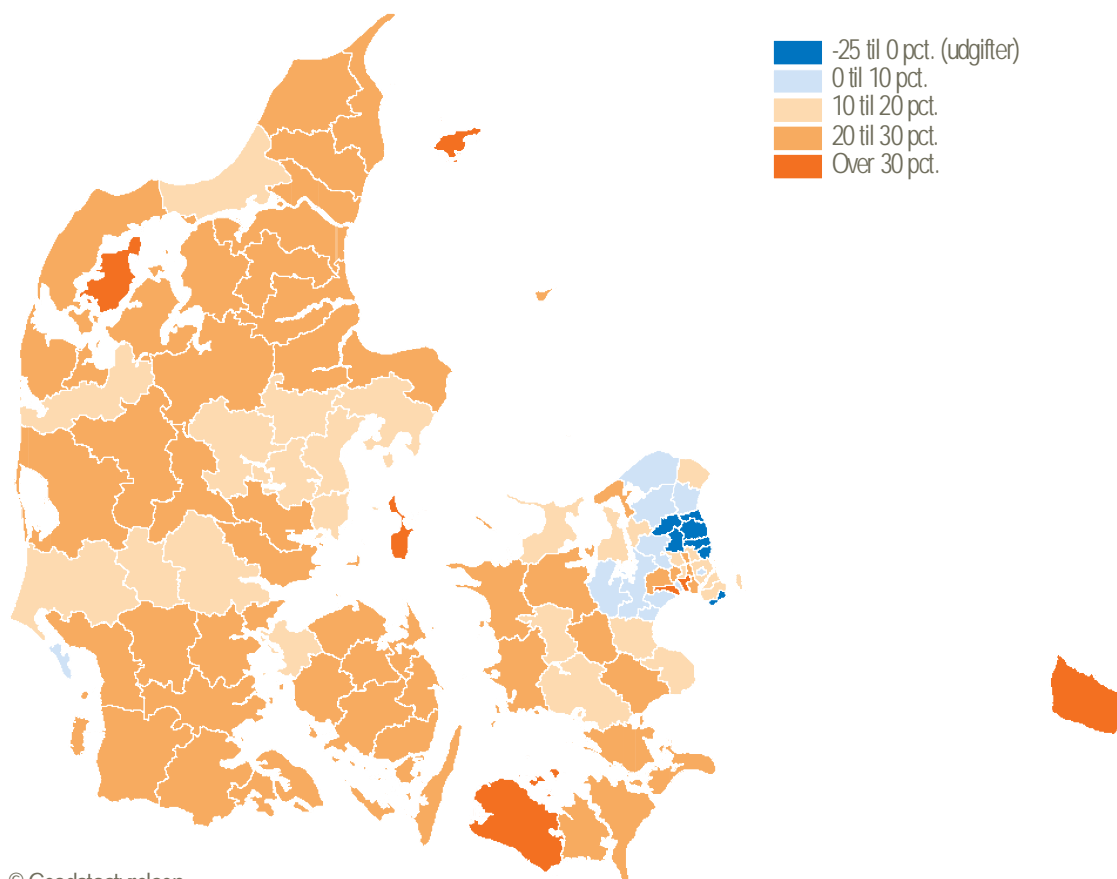 -25 til 0 pct. (udgifter)
0 til 10 pct.
10 til 20 pct.
20 til 30 pct.
Over 30 pct.
© Geodatastyrelsen